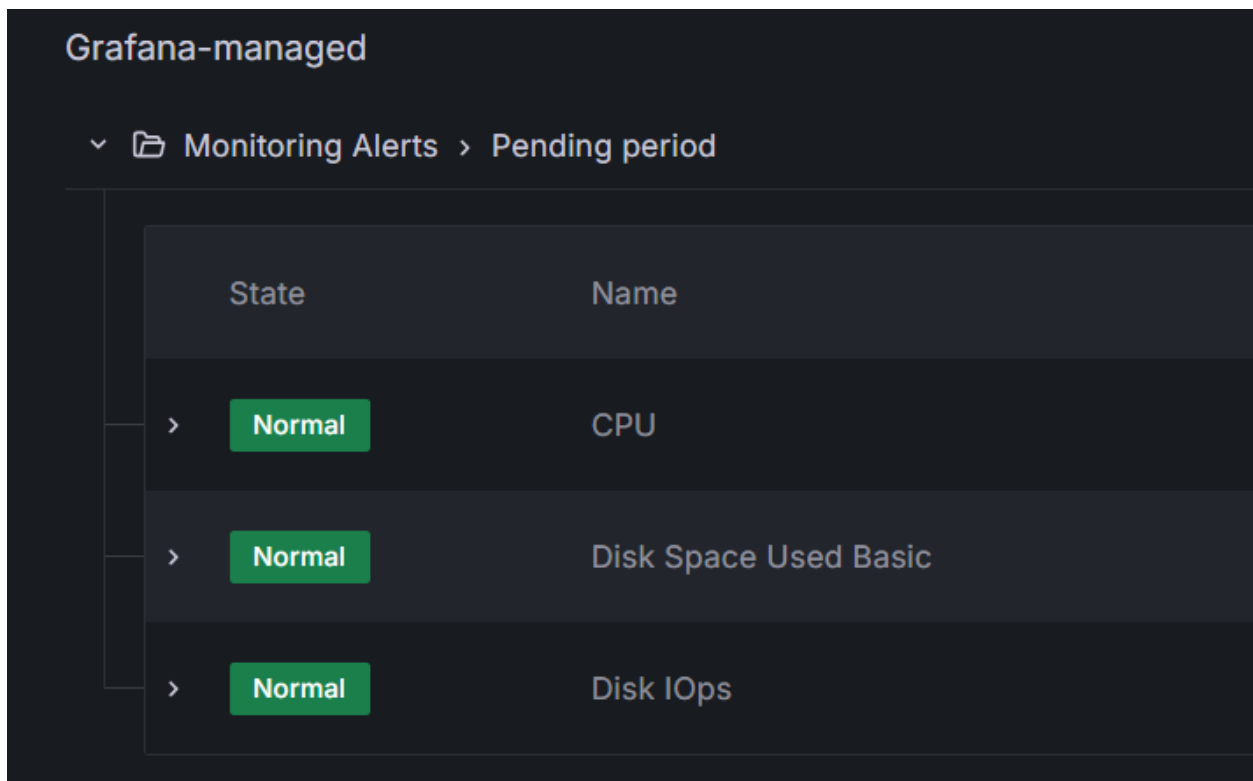 Grafana-managed
Monitoring Alerts > Pending period
State Name
Normal CPU
Normal Disk Space Used Basic
Normal Disk IOps